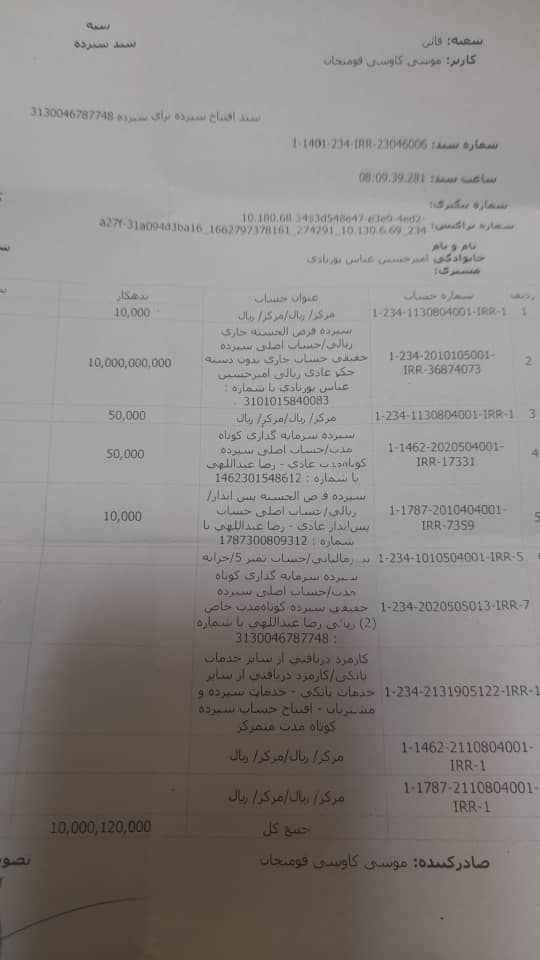 سپه
سند سپرده
شعبه: قائن
کاربر: موسی کاوسی قومنجان
سند افتتاح سپرده برای سپرده 3130046787748
شماره سند: 1-1401-234-IRR-23046006
ساعت سند: 08:09:39.281
شماره پیگیری:
شماره تراکنش: 10.180.68.54s3d548e47-e3e9-4ed2-
a27f-31a094d3ba16_1662797378161_274291_10.130.6.69_234
نام و نام
خانوادگی امیرحسین عباس پوربادی
مشتری:
ردیف شماره حساب عنوان حساب بدهکار
1 1-234-1130804001-IRR-1 مرکز/ ریال/مرکز/ ریال 10,000
2 1-234-2010105001-
IRR-36874073
سپرده قرض الحسنه جاری
ریالی/حساب اصلی سپرده
حقیقی حساب جاری بدون دسته
چک عادی ریالی امیرحسین
عباس پوربادی با شماره :
3101015840083
10,000,000,000
3 1-234-1130804001-IRR-1 مرکز/ ریال/مرکز/ ریال 50,000
4 1-1462-2020504001-
IRR-17331
سپرده سرمایه گذاری کوتاه
مدت/حساب اصلی سپرده
کوتاه‌مدت عادی - رضا عبداللهی
با شماره : 1462301548612
50,000
5 1-1787-2010404001-
IRR-7359
سپرده قرض الحسنه پس انداز/
ریالی/حساب اصلی حساب
پس‌انداز عادی - رضا عبداللهی با
شماره : 1787300809312
10,000
1-234-1010504001-IRR-5 حساب تمبر 5/خزانه
1-234-2020505013-IRR-7
سپرده سرمایه گذاری کوتاه
مدت/حساب اصلی سپرده
حقیقی سپرده کوتاه‌مدت خاص
(2) ریالی رضا عبداللهی با شماره
: 3130046787748
1-234-2131905122-IRR-1
کارمزد دریافتی از سایر خدمات
بانکی/کارمزد دریافتی از سایر
خدمات بانکی - خدمات سپرده و
مشتریان - افتتاح حساب سپرده
کوتاه مدت متمرکز
1-1462-2110804001-
IRR-1
مرکز/ ریال/مرکز/ ریال
1-1787-2110804001-
IRR-1
مرکز/ ریال/مرکز/ ریال
جمع کل 10,000,120,000
صادرکننده: موسی کاوسی قومنجان